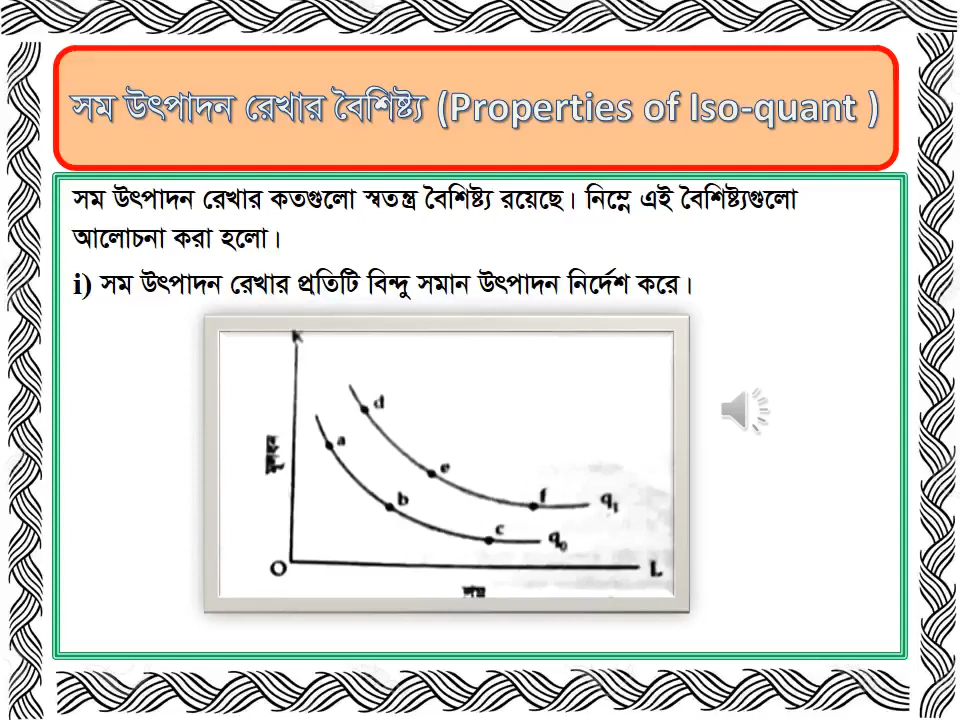 সম উৎপাদন রেখার বৈশিষ্ট্য (Properties of Iso-quant )
সম উৎপাদন রেখার কতগুলো স্বতন্ত্র বৈশিষ্ট্য রয়েছে। নিম্নে এই বৈশিষ্ট্যগুলো
আলোচনা করা হলো।
i) সম উৎপাদন রেখার প্রতিটি বিন্দু সমান উৎপাদন নির্দেশ করে।
K
d
a
e
b
f
q₁
c
q₀
O
L